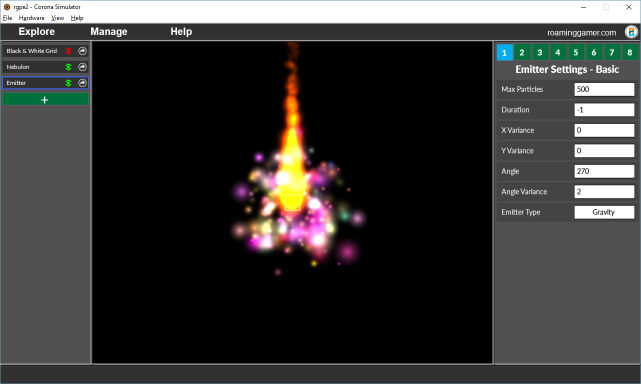 rgpe2 - Corona Simulator
File Hardware View Help
Explore Manage Help roaminggamer.com
Black & White Grid
Nebulon
Emitter
+
1 2 3 4 5 6 7 8
Emitter Settings - Basic
Max Particles 500
Duration -1
X Variance 0
Y Variance 0
Angle 270
Angle Variance 2
Emitter Type Gravity